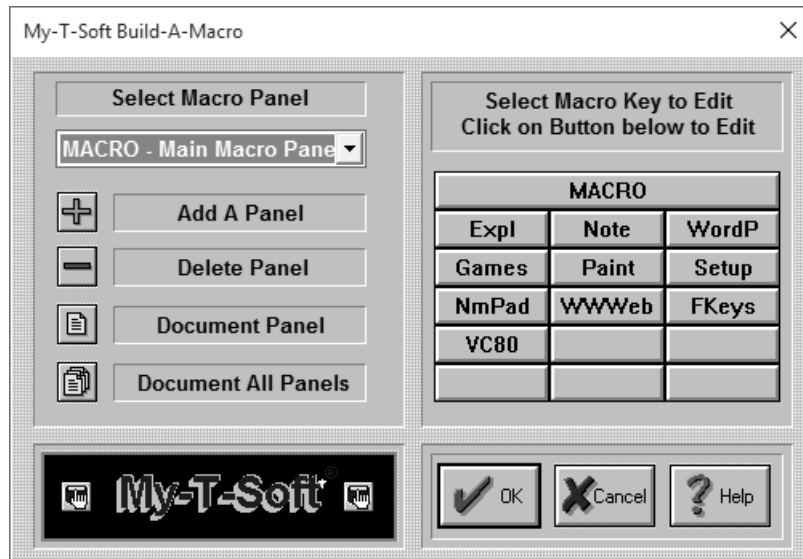 My-T-Soft Build-A-Macro
Select Macro Panel
MACRO - Main Macro Pane
Add A Panel
Delete Panel
Document Panel
Document All Panels
Select Macro Key to Edit
Click on Button below to Edit
MACRO
Expl Note WordP
Games Paint Setup
NmPad WWWeb FKeys
VC80
My-T-Soft®
OK Cancel Help